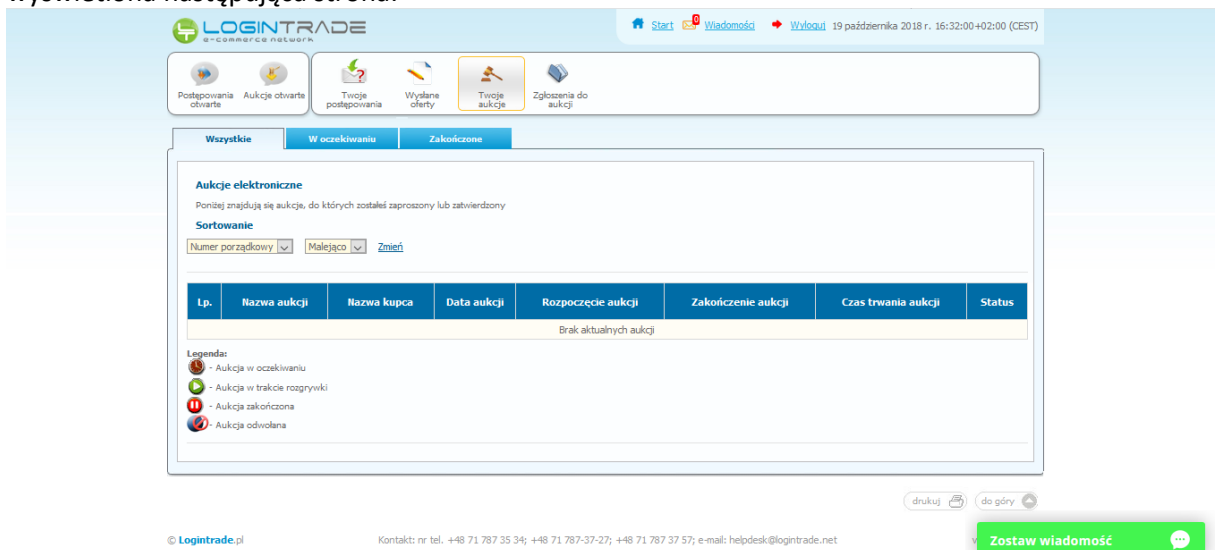 wyświetlona następująca strona:
LOGINTRADE
e-commerce network
Start 0 Wiadomości Wyloguj 19 października 2018 r. 16:32:00+02:00 (CEST)
Postępowania otwarte
Aukcje otwarte
Twoje postępowania
Wysłane oferty
Twoje aukcje
Zgłoszenia do aukcji
Wszystkie W oczekiwaniu Zakończone
Aukcje elektroniczne
Poniżej znajdują się aukcje, do których zostałeś zaproszony lub zatwierdzony
Sortowanie
Numer porządkowy Malejąco Zmień
Lp. Nazwa aukcji Nazwa kupca Data aukcji Rozpoczęcie aukcji Zakończenie aukcji Czas trwania aukcji Status
Brak aktualnych aukcji
Legenda:
- Aukcja w oczekiwaniu
- Aukcja w trakcie rozgrywki
- Aukcja zakończona
- Aukcja odwołana
drukuj do góry
© Logintrade.pl Kontakt: nr tel. +48 71 787 35 34; +48 71 787-37-27; +48 71 787 37 57; e-mail: helpdesk@logintrade.net
Zostaw wiadomość